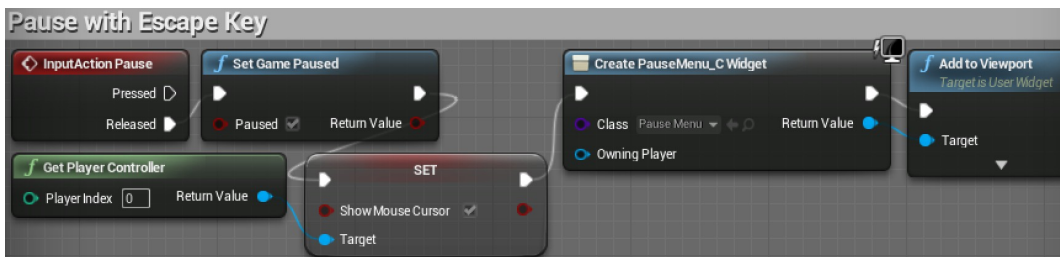 Pause with Escape Key
InputAction Pause
Pressed
Released
Set Game Paused
Paused
Return Value
Get Player Controller
Player Index 0
Return Value
SET
Show Mouse Cursor
Target
Create PauseMenu_C Widget
Class Pause Menu
Return Value
Owning Player
Add to Viewport
Target is User Widget
Target